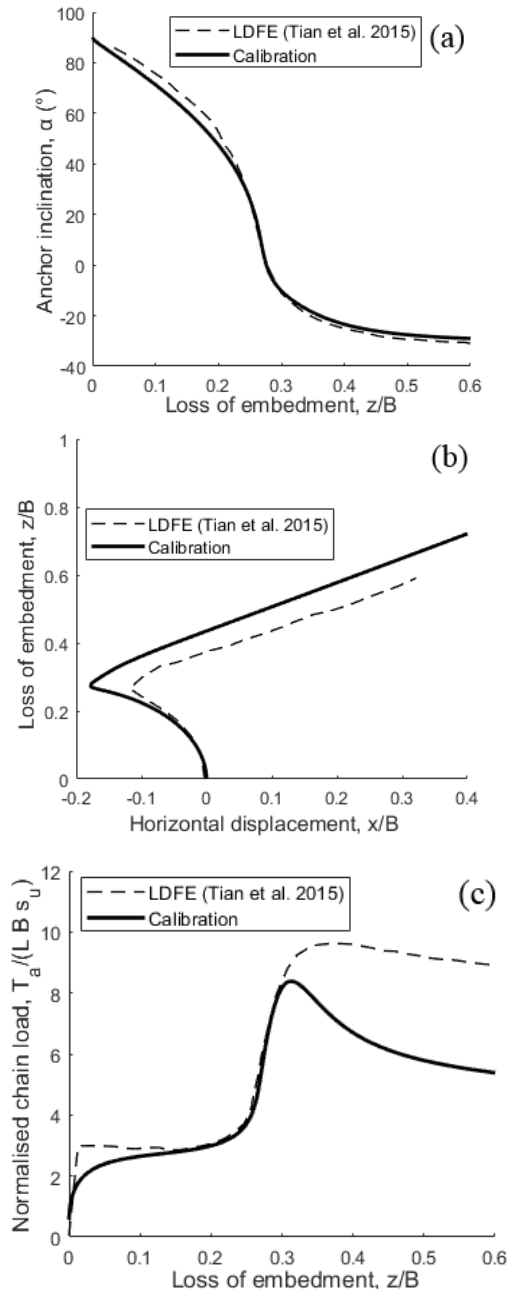 100
80
60
40
20
0
-20
-40
Anchor inclination, α (°)
LDFE (Tian et al. 2015)
Calibration
(a)
0 0.1 0.2 0.3 0.4 0.5 0.6
Loss of embedment, z/B
1
0.8
0.6
0.4
0.2
0
Loss of embedment, z/B
(b)
LDFE (Tian et al. 2015)
Calibration
-0.2 -0.1 0 0.1 0.2 0.3 0.4
Horizontal displacement, x/B
12
10
8
6
4
2
0
Normalised chain load, T_a/(L B s_u)
LDFE (Tian et al. 2015)
Calibration
(c)
0 0.1 0.2 0.3 0.4 0.5 0.6
Loss of embedment, z/B